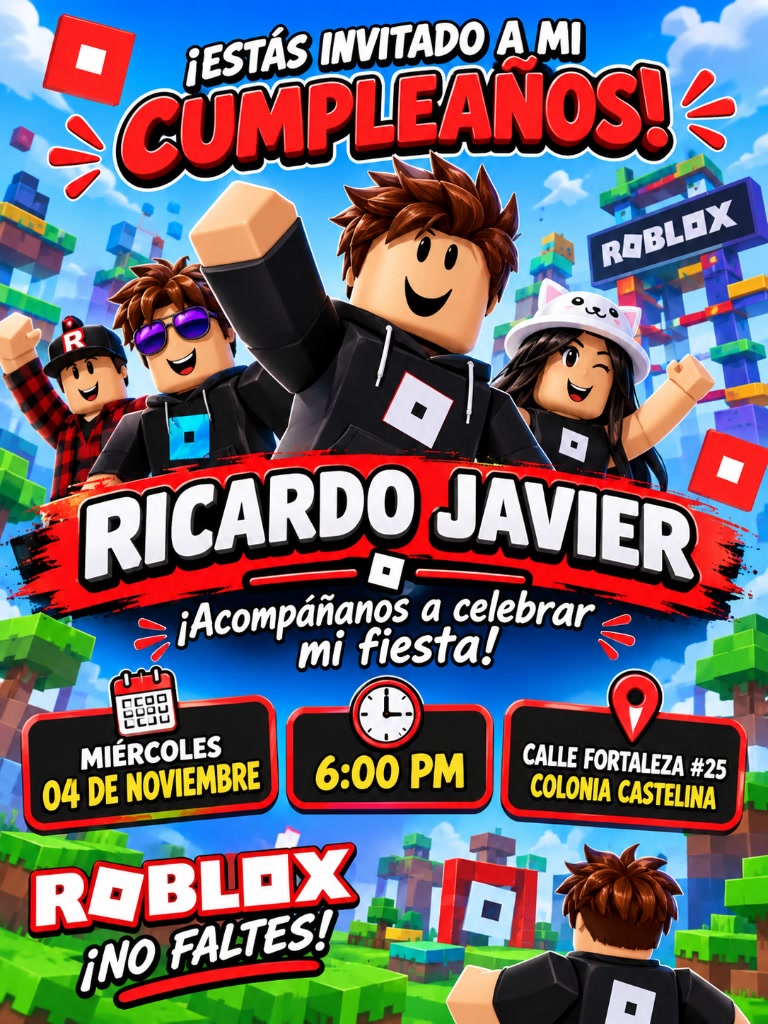 ¡ESTÁS INVITADO A MI
CUMPLEAÑOS!
ROBLOX
R
RICARDO JAVIER
¡Acompáñanos a celebrar
mi fiesta!
MIÉRCOLES
04 DE NOVIEMBRE
6:00 PM
CALLE FORTALEZA #25
COLONIA CASTELINA
ROBLOX
¡NO FALTES!